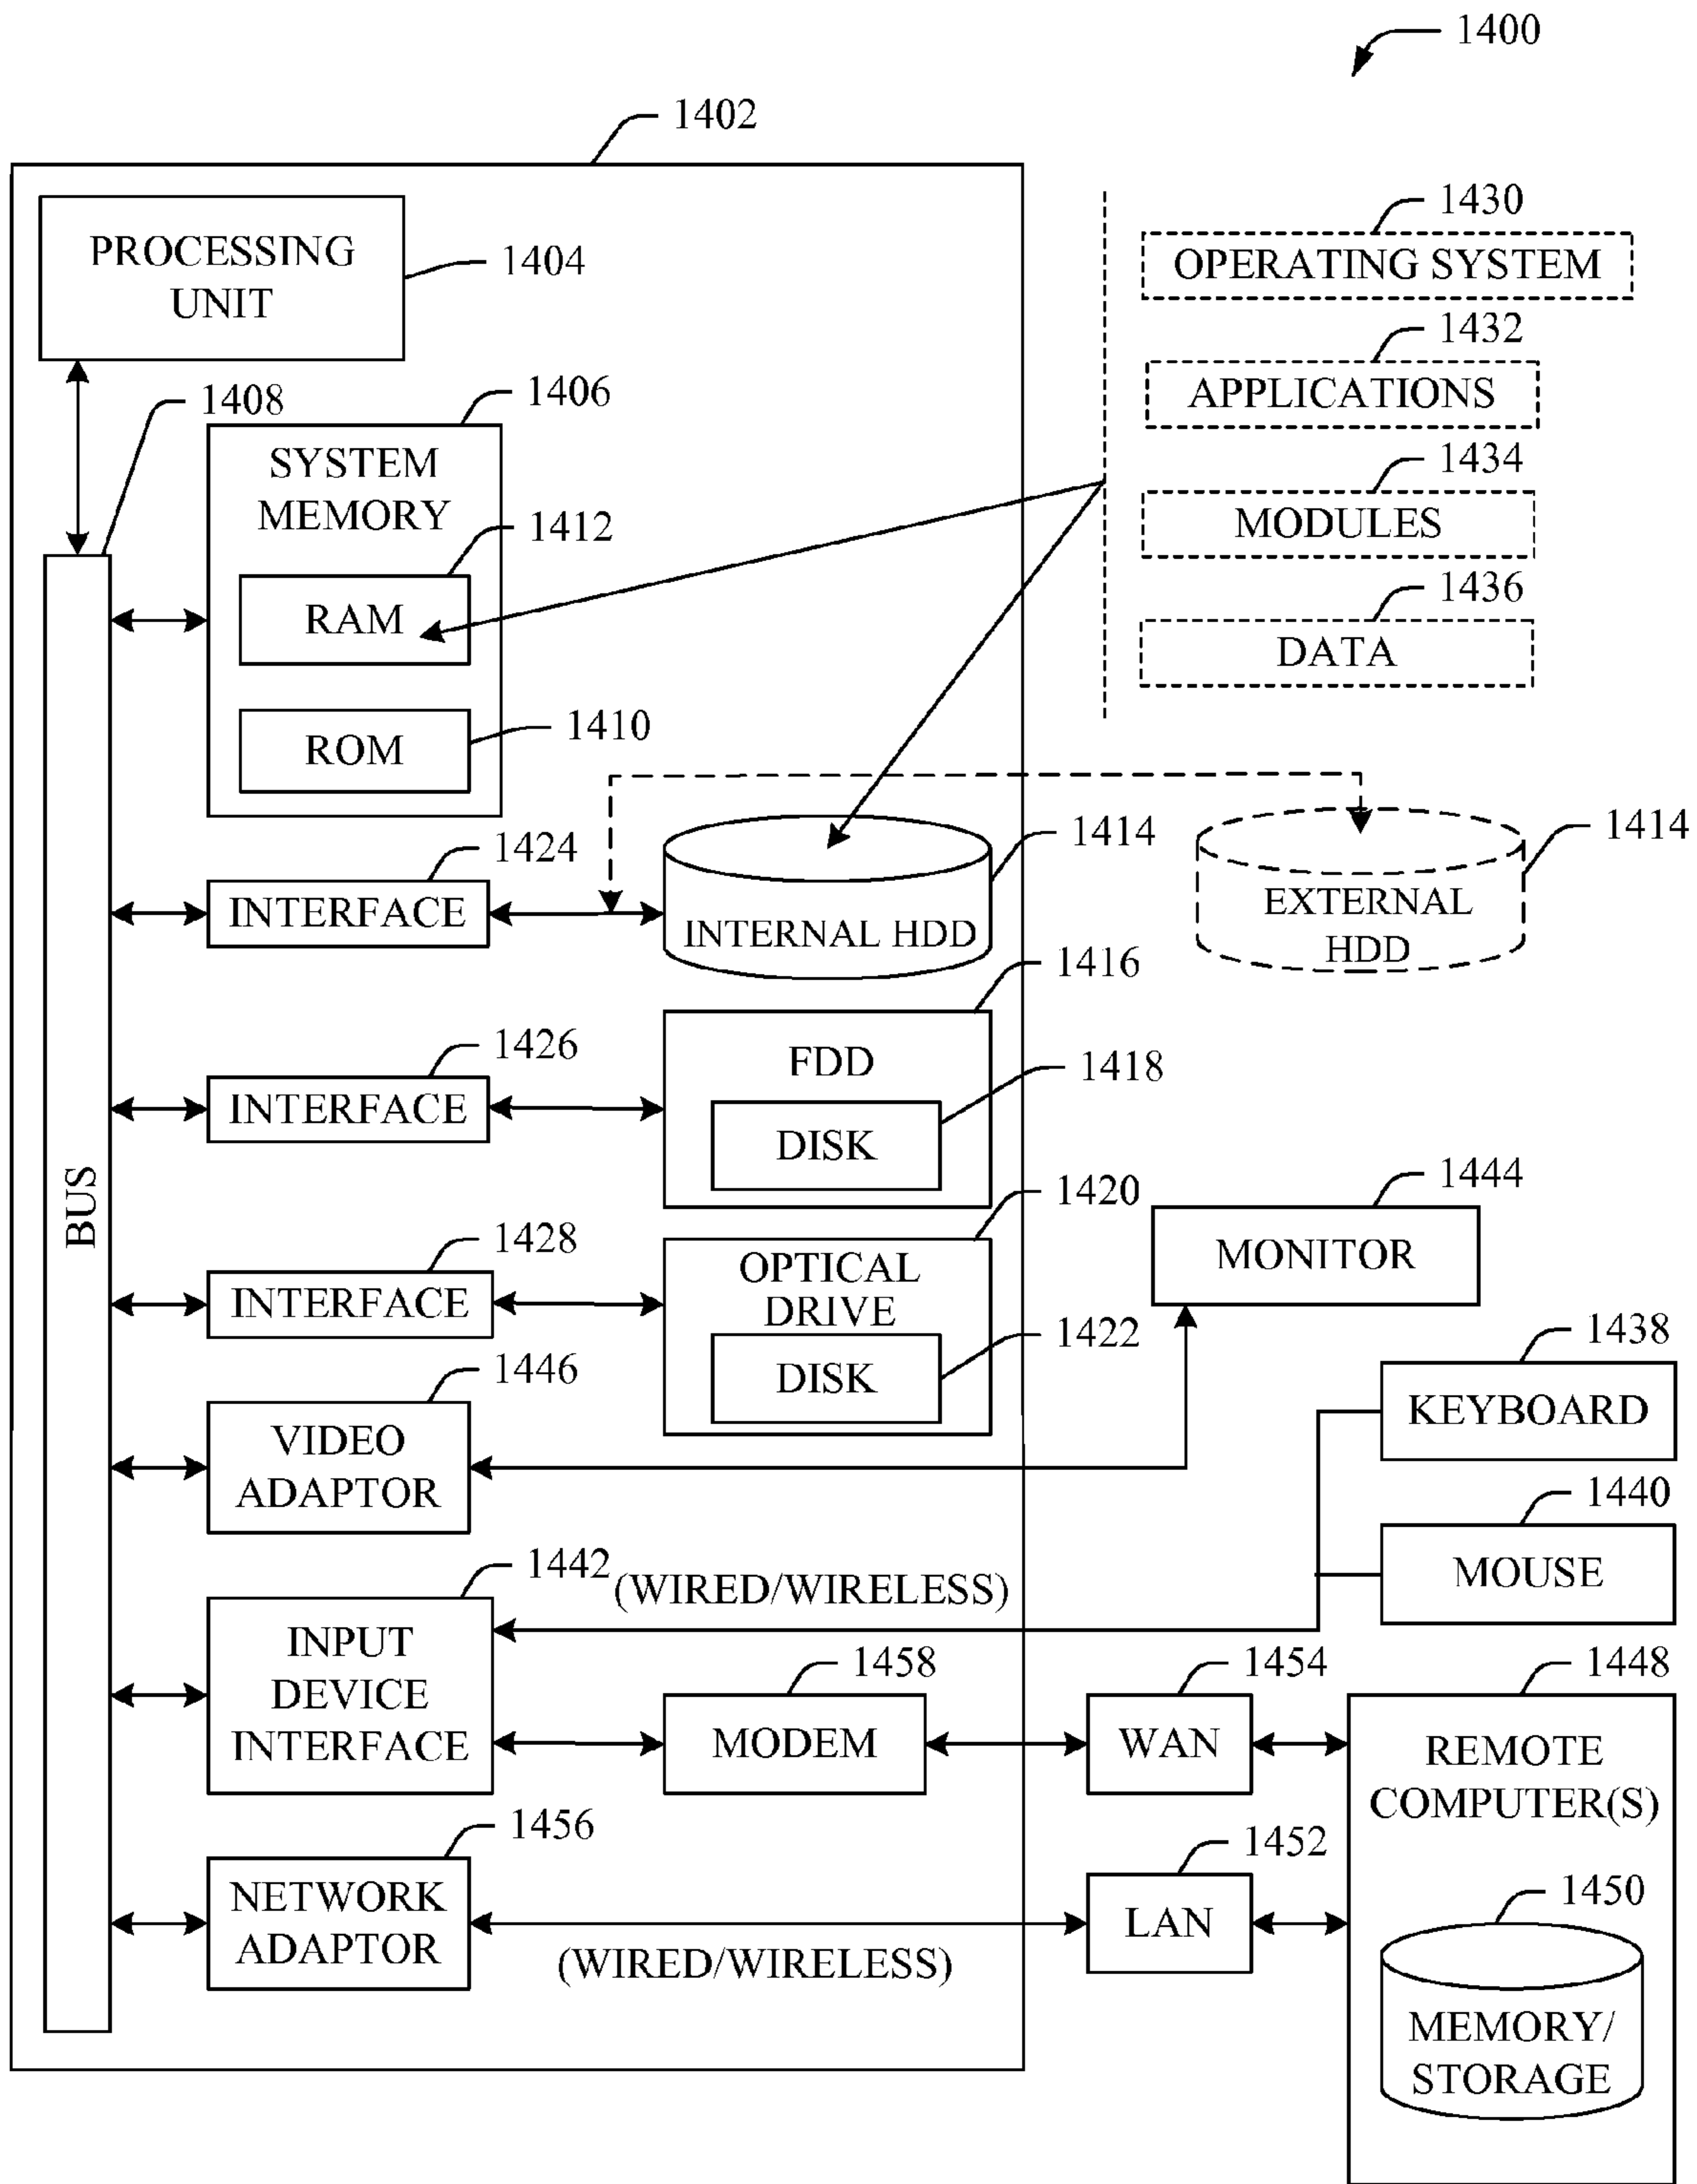 1400
1402
PROCESSING
UNIT
1404
1430
OPERATING SYSTEM
1432
APPLICATIONS
1434
MODULES
1436
DATA
1408
1406
SYSTEM
MEMORY
1412
RAM
1410
ROM
BUS
1424
INTERFACE
1414
INTERNAL HDD
1414
EXTERNAL
HDD
1426
INTERFACE
1416
FDD
1418
DISK
1428
INTERFACE
1420
OPTICAL
DRIVE
1422
DISK
1444
MONITOR
1446
VIDEO
ADAPTOR
1438
KEYBOARD
1440
MOUSE
1442
(WIRED/WIRELESS)
INPUT
DEVICE
INTERFACE
1458
MODEM
1454
WAN
1448
REMOTE
COMPUTER(S)
1456
NETWORK
ADAPTOR
(WIRED/WIRELESS)
1452
LAN
1450
MEMORY/
STORAGE